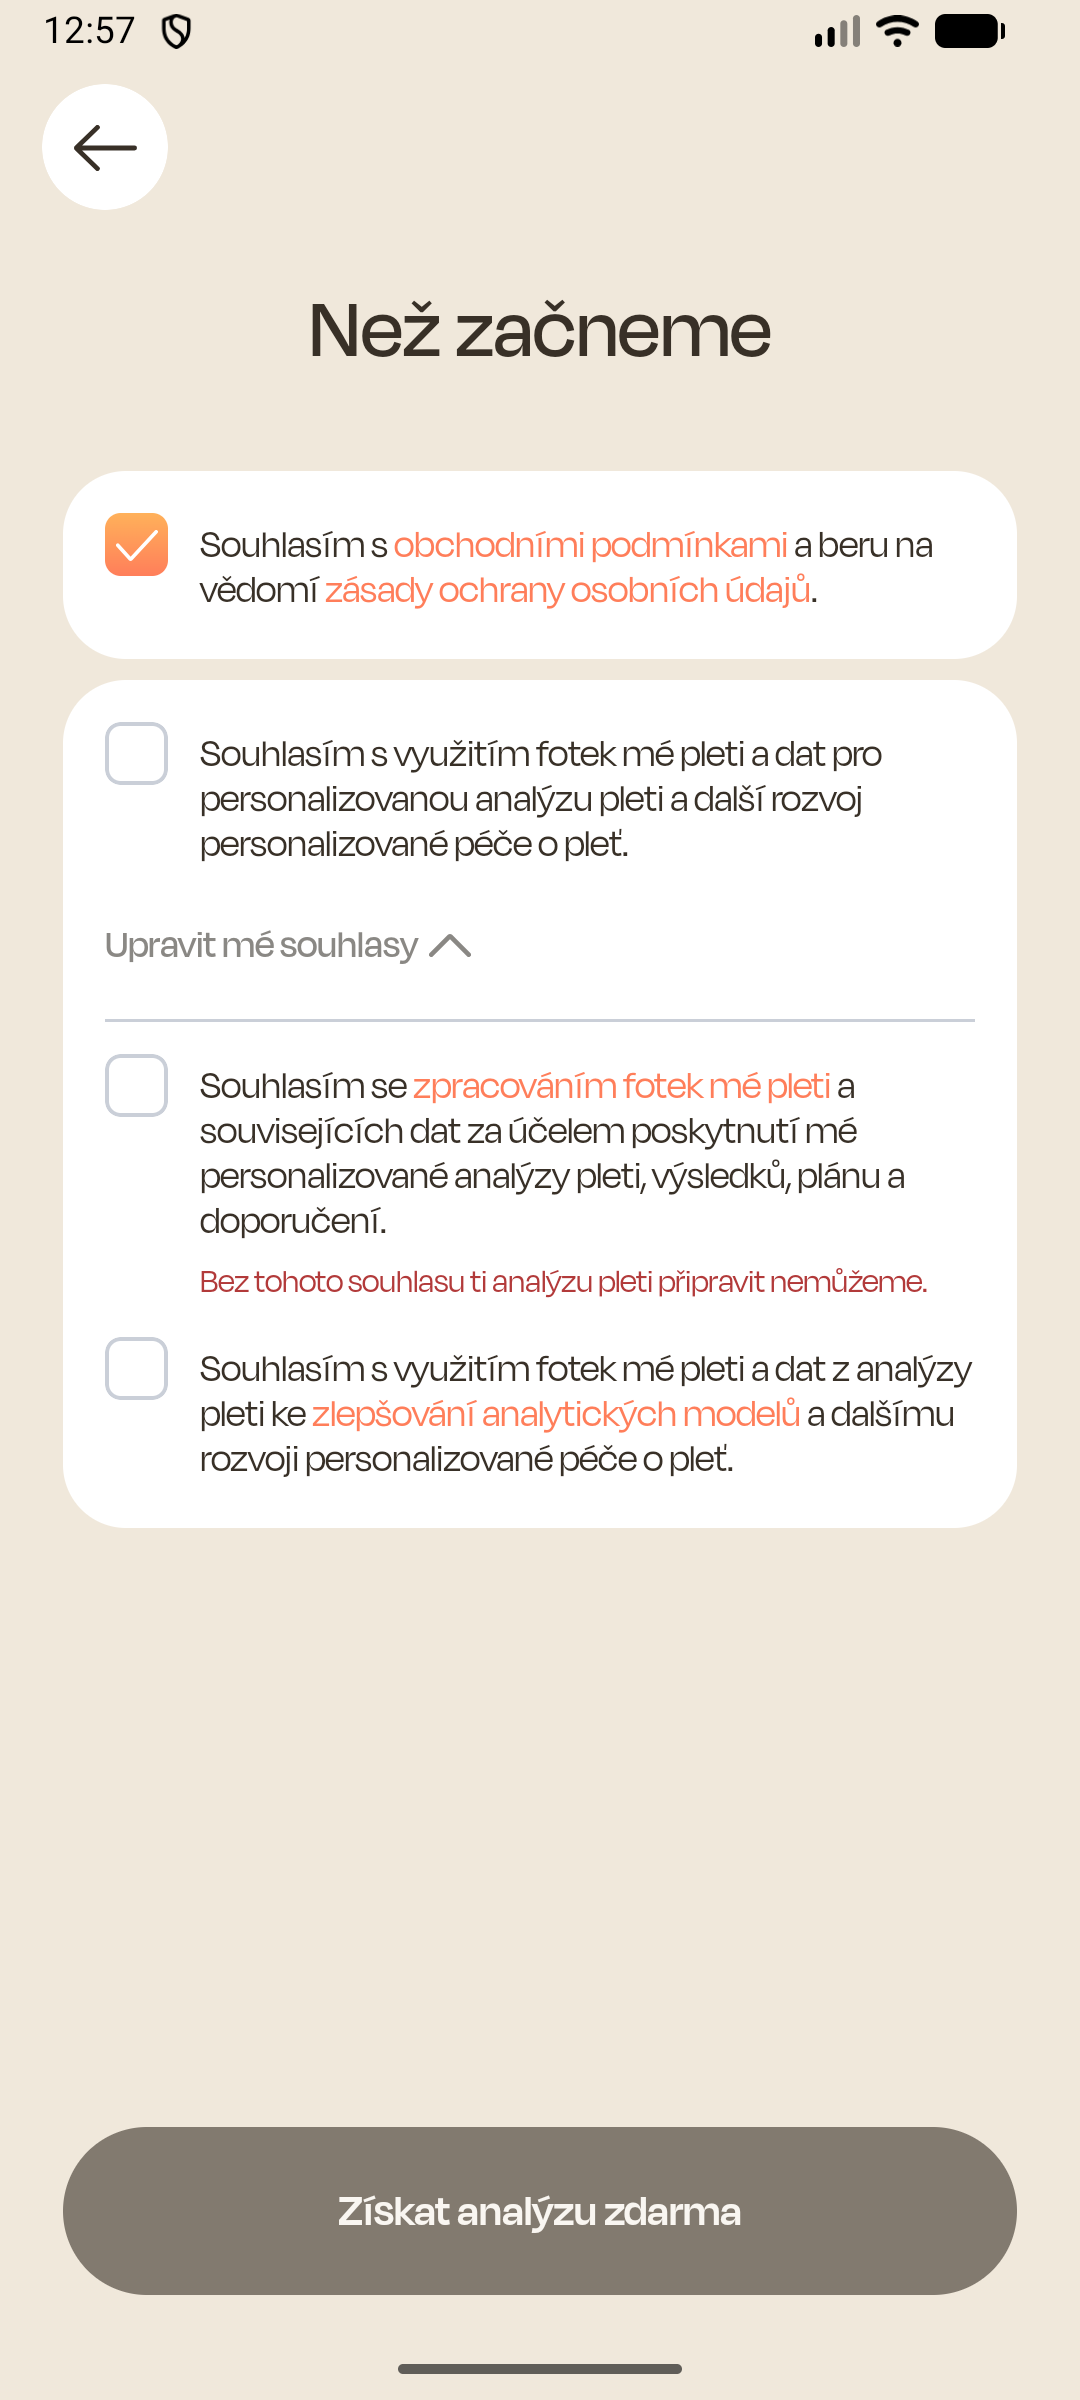 12:57
Než začneme
Souhlasím s obchodními podmínkami a beru na
vědomí zásady ochrany osobních údajů.
Souhlasím s využitím fotek mé pleti a dat pro
personalizovanou analýzu pleti a další rozvoj
personalizované péče o pleť.
Upravit mé souhlasy
Souhlasím se zpracováním fotek mé pleti a
souvisejících dat za účelem poskytnutí mé
personalizované analýzy pleti, výsledků, plánu a
doporučení.
Bez tohoto souhlasu ti analýzu pleti připravit nemůžeme.
Souhlasím s využitím fotek mé pleti a dat z analýzy
pleti ke zlepšování analytických modelů a dalšímu
rozvoji personalizované péče o pleť.
Získat analýzu zdarma